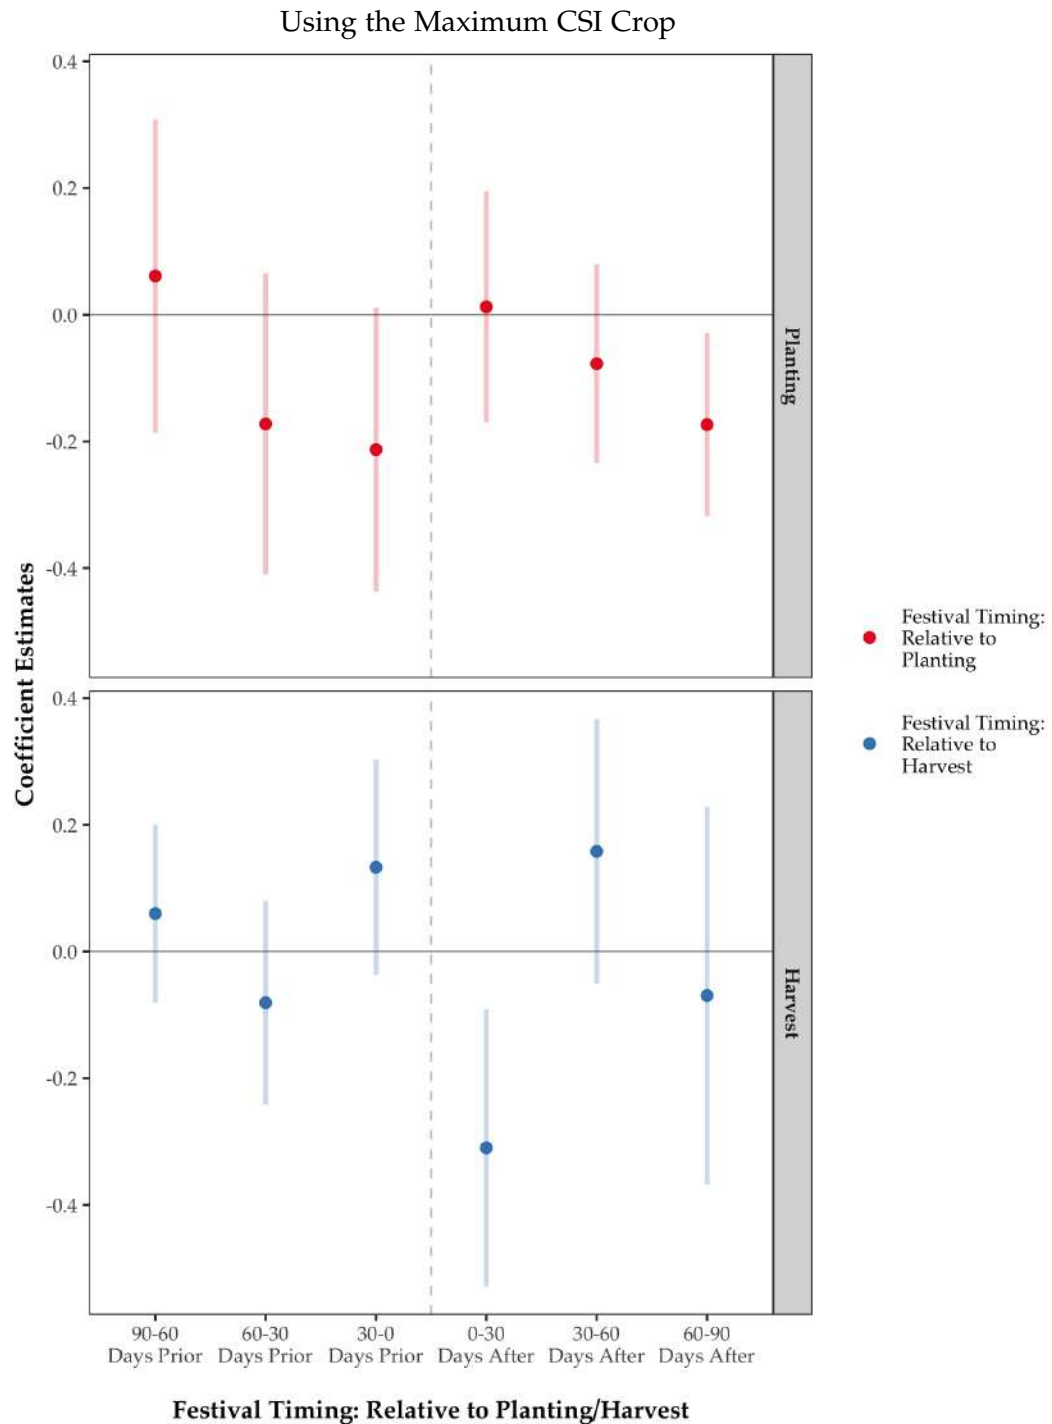 Using the Maximum CSI Crop
0.4
0.2
0.0
-0.2
-0.4
Planting
Coefficient Estimates
0.4
0.2
0.0
-0.2
-0.4
Harvest
90-60
Days Prior
60-30
Days Prior
30-0
Days Prior
0-30
Days After
30-60
Days After
60-90
Days After
Festival Timing: Relative to Planting/Harvest
Festival Timing:
Relative to
Planting
Festival Timing:
Relative to
Harvest